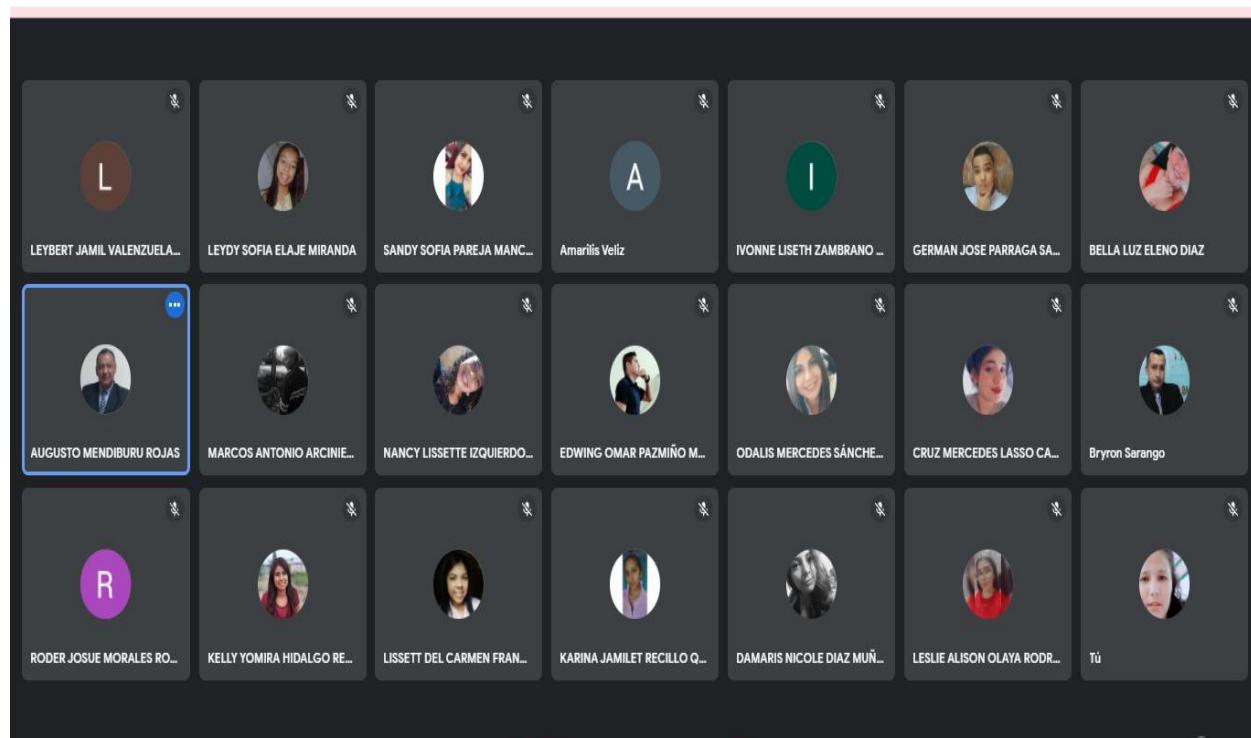 L
LEYBERT JAMIL VALENZUELA...
LEYDY SOFIA ELAJE MIRANDA
SANDY SOFIA PAREJA MANC...
A
Amarilis Veliz
I
IVONNE LISETH ZAMBRANO ...
GERMAN JOSE PARRAGA SA...
BELLA LUZ ELENO DIAZ
AUGUSTO MENDIBURU ROJAS
MARCOS ANTONIO ARCINIE...
NANCY LISSETTE IZQUIERDO...
EDWING OMAR PAZMIÑO M...
ODALIS MERCEDES SÁNCHE...
CRUZ MERCEDES LASSO CA...
Bryron Sarango
R
RODER JOSUE MORALES RO...
KELLY YOMIRA HIDALGO RE...
LISSETT DEL CARMEN FRAN...
KARINA JAMILET RECILLO Q...
DAMARIS NICOLE DIAZ MUÑ...
LESLIE ALISON OLAYA RODR...
Tú